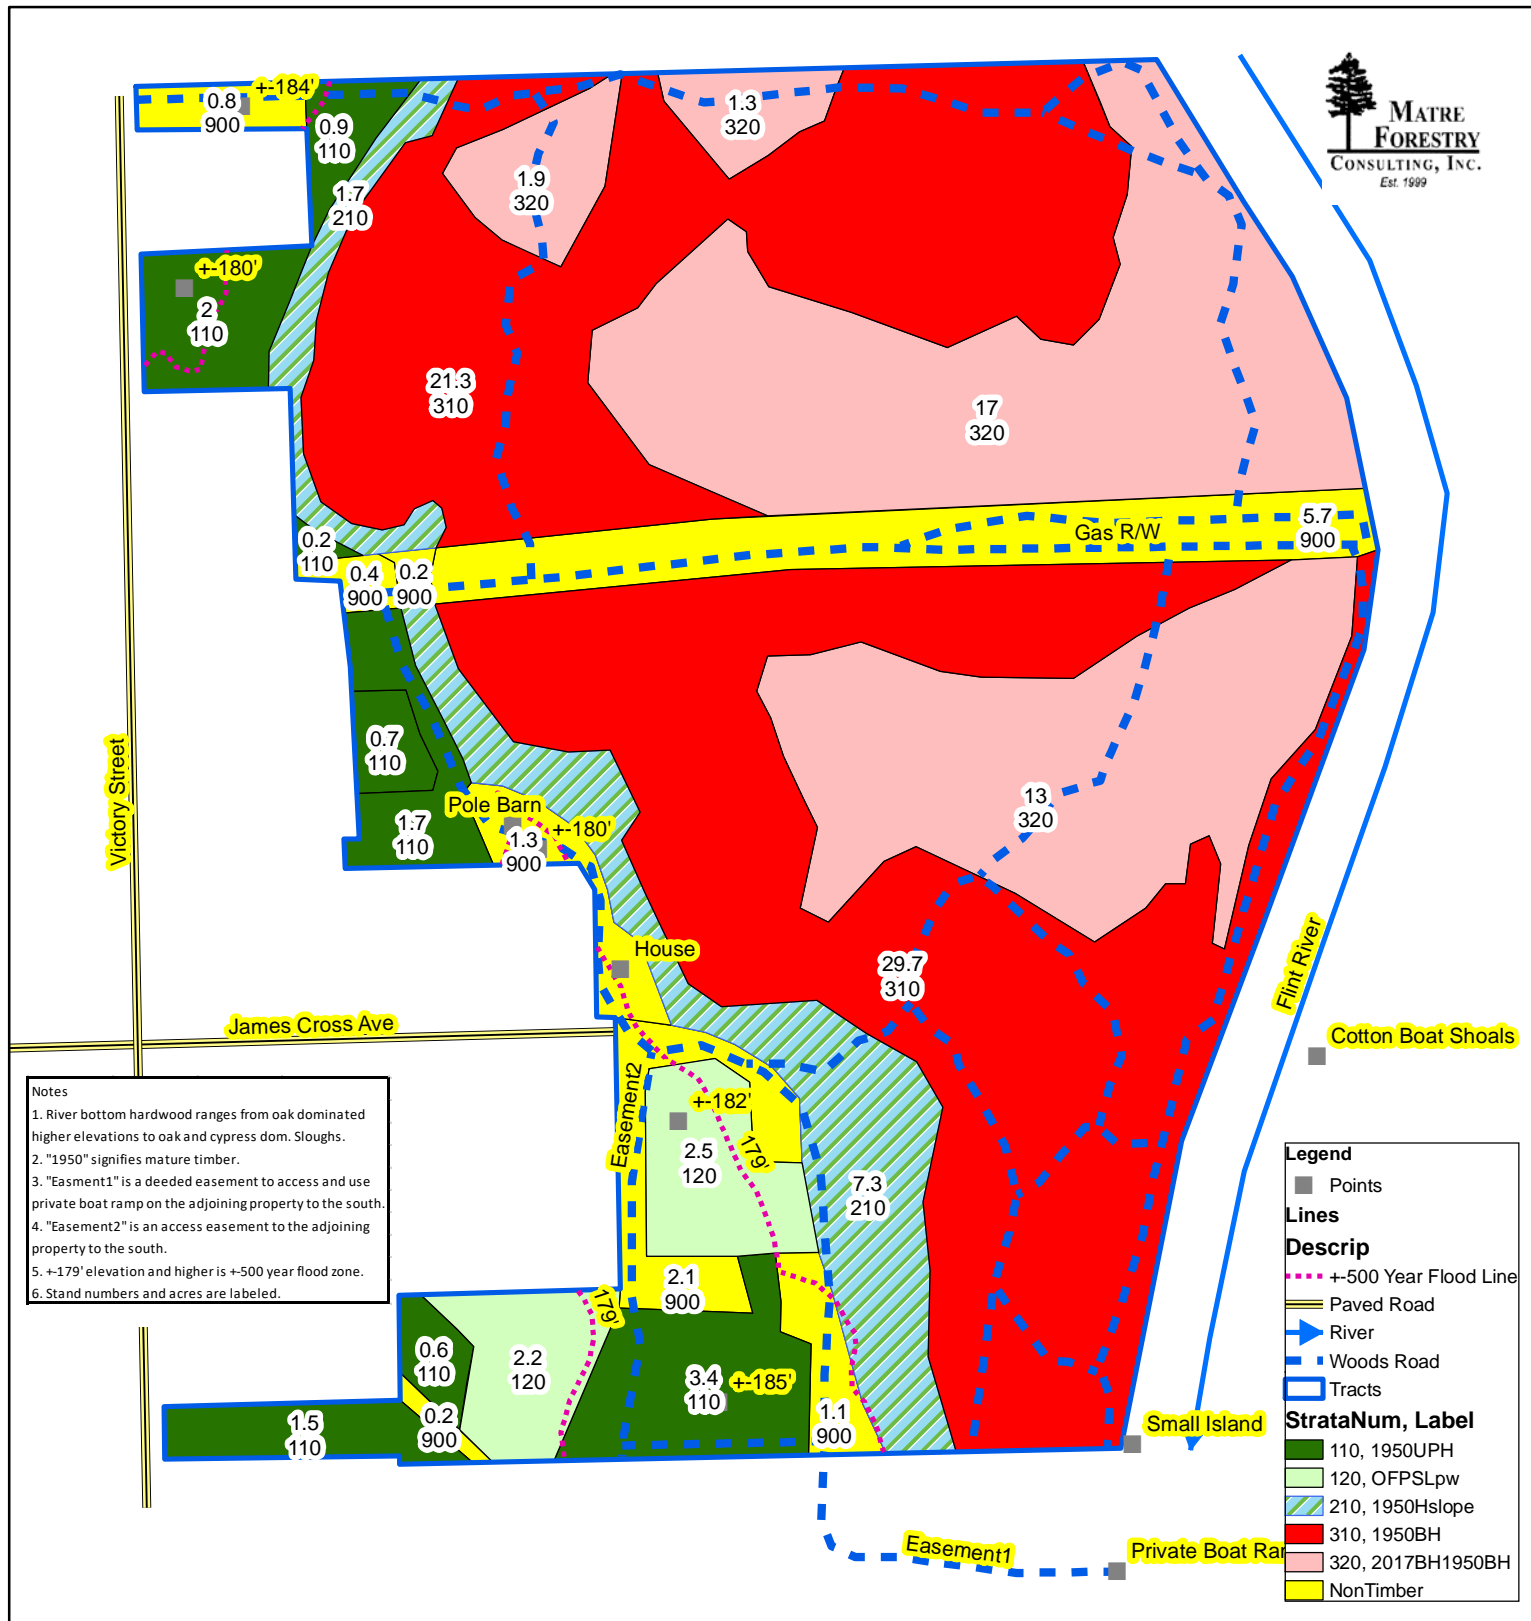 MATRE
FORESTRY
CONSULTING, INC.
Est. 1999
+-184'
0.8
900
0.9
110
1.3
320
1.9
320
1.7
210
+-180'
2
110
21.3
310
17
320
5.7
900
Gas R/W
0.2
110
0.4
900
0.2
900
0.7
110
Victory Street
Pole Barn
1.7
110
1.3
900
+-180'
13
320
House
29.7
310
Flint River
James Cross Ave
Cotton Boat Shoals
Notes
1. River bottom hardwood ranges from oak dominated
higher elevations to oak and cypress dom. Sloughs.
2. "1950" signifies mature timber.
3. "Easment1" is a deeded easement to access and use
private boat ramp on the adjoining property to the south.
4. "Easement2" is an access easement to the adjoining
property to the south.
5. +-179' elevation and higher is +-500 year flood zone.
6. Stand numbers and acres are labeled.
Easement2
+-182'
2.5
120
179'
7.3
210
2.1
900
179'
0.6
110
2.2
120
3.4
110
+-185'
1.5
110
0.2
900
1.1
900
Small Island
Easement1
Private Boat Ra
Legend
Points
Lines
Descrip
+-500 Year Flood Line
Paved Road
River
Woods Road
Tracts
StrataNum, Label
110, 1950UPH
120, OFPSLpw
210, 1950Hslope
310, 1950BH
320, 2017BH1950BH
NonTimber